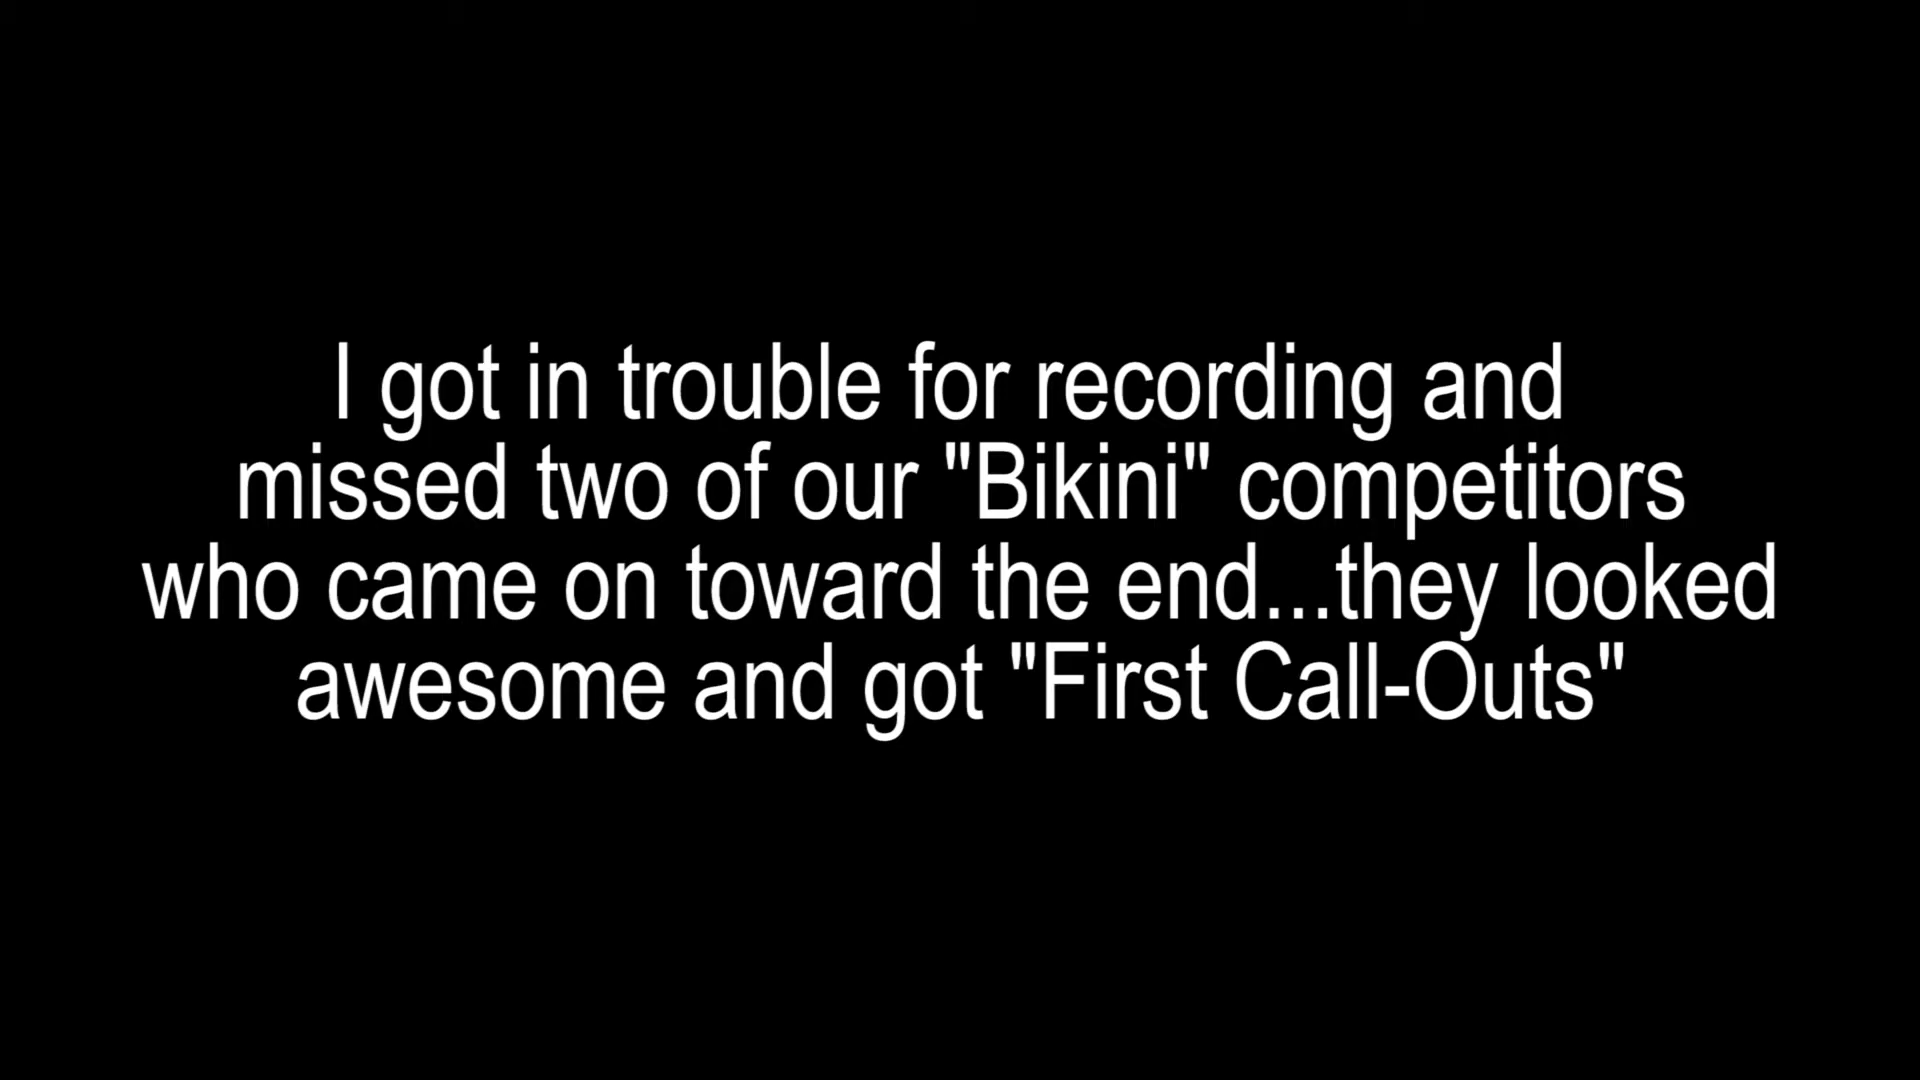 I got in trouble for recording and
missed two of our "Bikini" competitors
who came on toward the end...they looked
awesome and got "First Call-Outs"